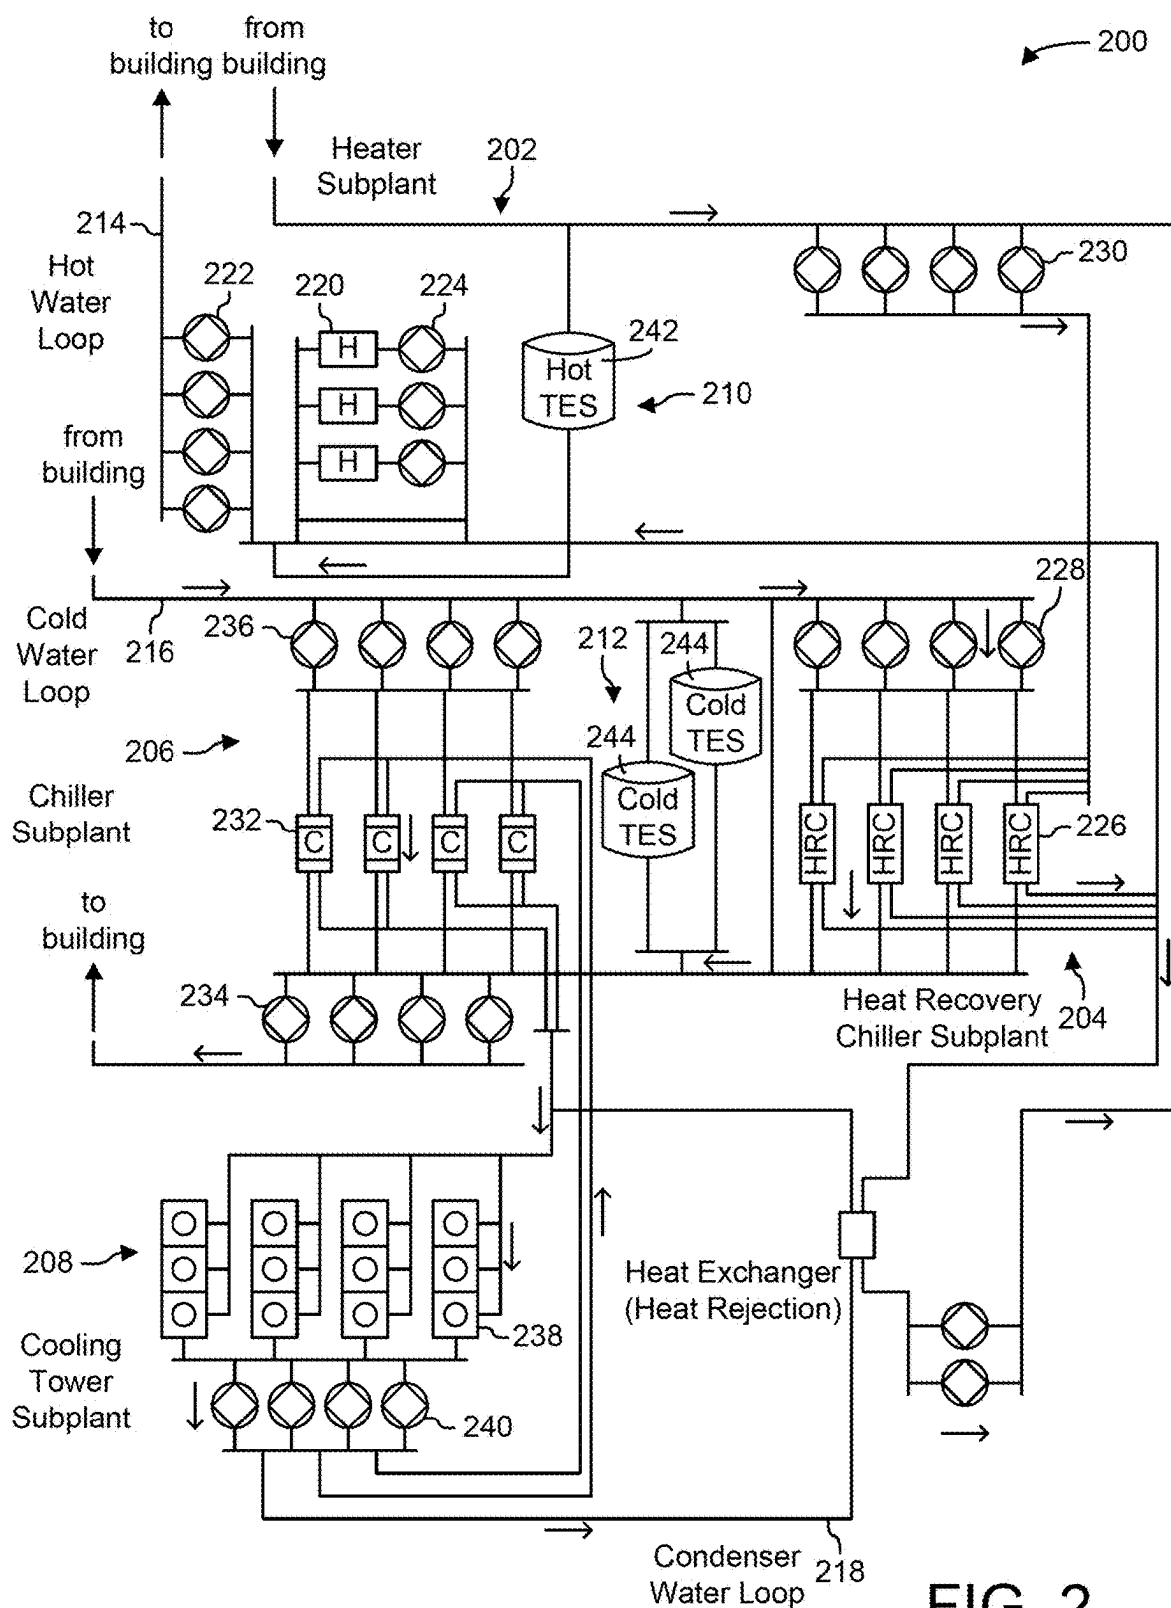 to
building
from
building
200
Heater
Subplant
202
214
Hot
Water
Loop
222
220
224
230
H
H
H
242
Hot
TES
210
from
building
228
Cold
Water
Loop
216
236
212
244
Cold
TES
244
Cold
TES
206
Chiller
Subplant
232
C
C
C
C
HRC
HRC
HRC
HRC
226
to
building
234
Heat Recovery
Chiller Subplant
204
208
Heat Exchanger
(Heat Rejection)
238
Cooling
Tower
Subplant
240
Condenser
Water Loop
218
FIG. 2